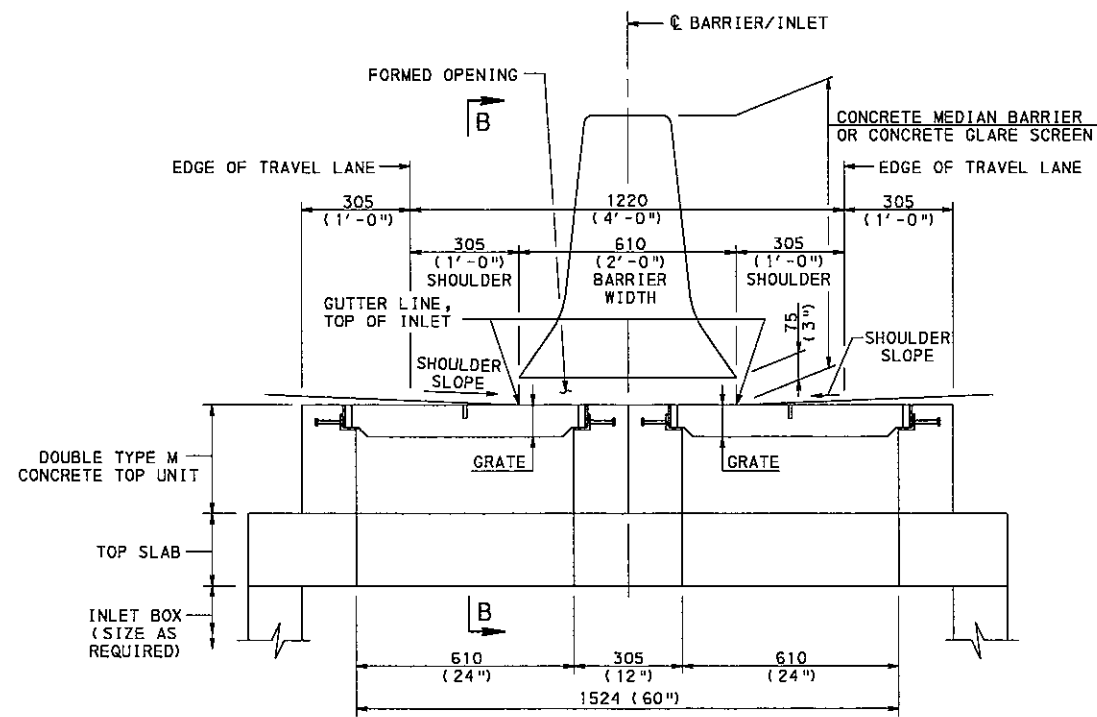 ℄ BARRIER/INLET
FORMED OPENING
B
CONCRETE MEDIAN BARRIER
OR CONCRETE GLARE SCREEN
EDGE OF TRAVEL LANE
EDGE OF TRAVEL LANE
305
(1'-0")
1220
(4'-0")
305
(1'-0")
305
(1'-0")
SHOULDER
610
(2'-0")
BARRIER
WIDTH
305
(1'-0")
SHOULDER
GUTTER LINE,
TOP OF INLET
75
(3")
SHOULDER
SLOPE
SHOULDER
SLOPE
DOUBLE TYPE M
CONCRETE TOP UNIT
GRATE
GRATE
TOP SLAB
INLET BOX
(SIZE AS
REQUIRED)
B
610
(24")
305
(12")
610
(24")
1524 (60")